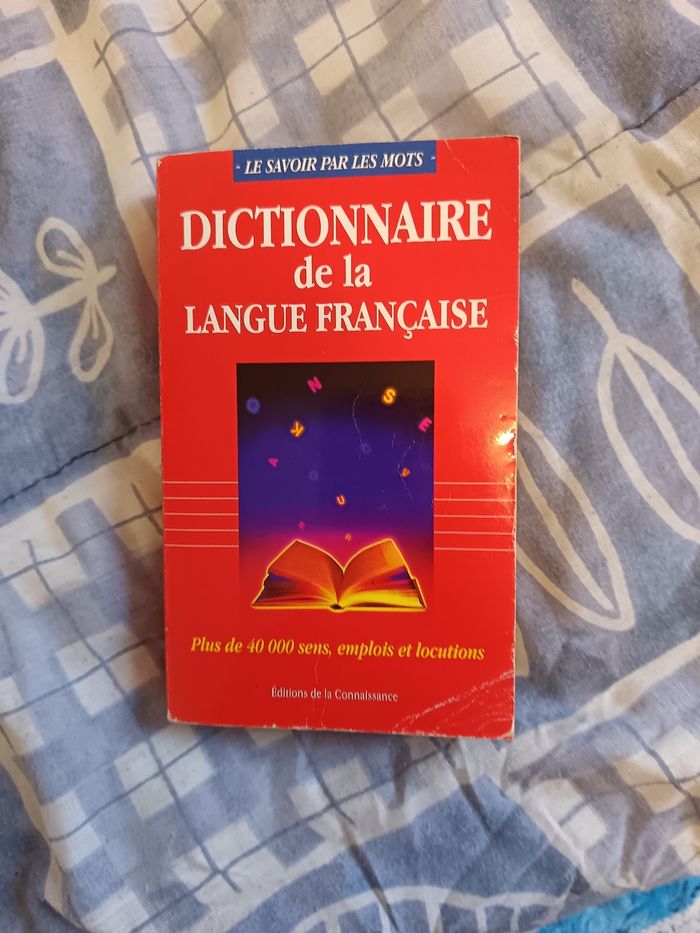 - LE SAVOIR PAR LES MOTS -
DICTIONNAIRE
de la
LANGUE FRANÇAISE
N
O
S
K
E
A
V
U
Plus de 40 000 sens, emplois et locutions
Éditions de la Connaissance